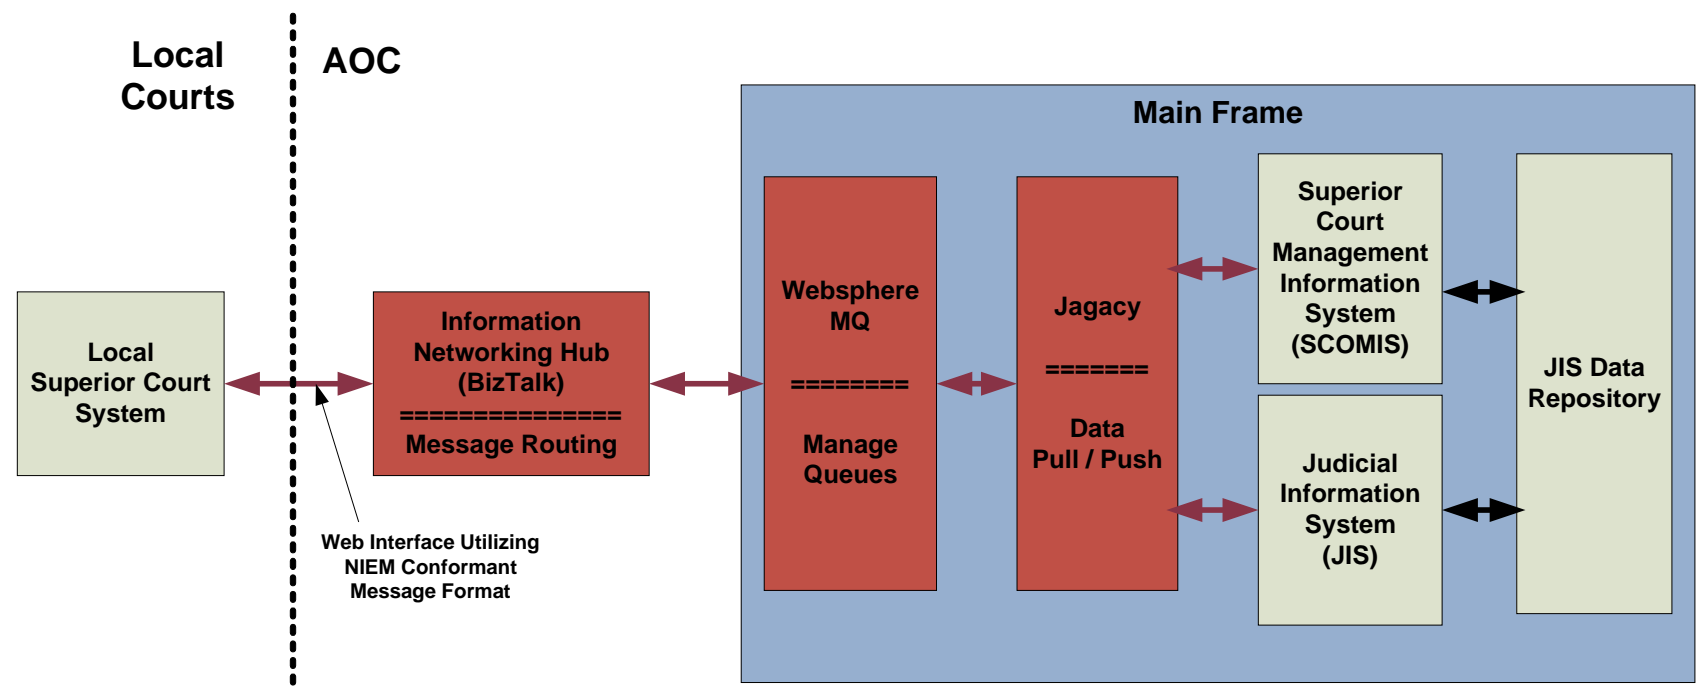 Local
Courts
AOC
Main Frame
Local
Superior Court
System
Information
Networking Hub
(BizTalk)
===============
Message Routing
Web Interface Utilizing
NIEM Conformant
Message Format
Websphere
MQ
========
Manage
Queues
Jagacy
=======
Data
Pull / Push
Superior
Court
Management
Information
System
(SCOMIS)
Judicial
Information
System
(JIS)
JIS Data
Repository